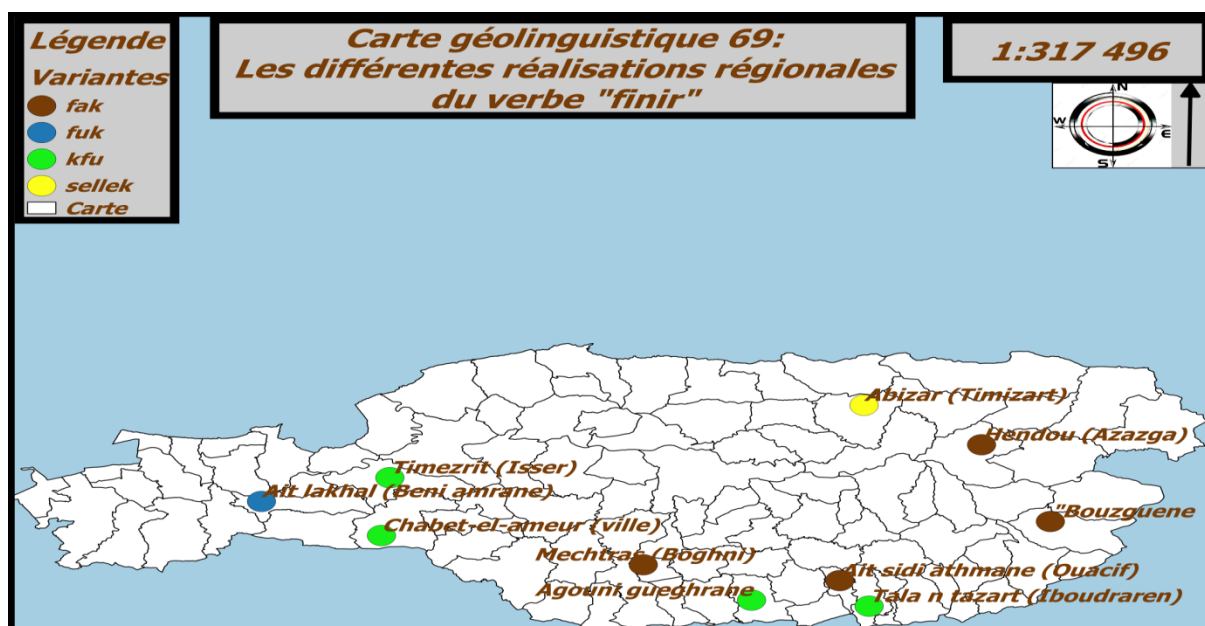 Légende
Variantes
fak
fuk
kfu
sellek
Carte
Carte géolinguistique 69:
Les différentes réalisations régionales
du verbe "finir"
1:317 496
N
W
E
S
Abizar (Timizart)
Hendou (Azazga)
Timezrit (Isser)
Ait lakhal (Beni amrane)
"Bouzguene
Chabet-el-ameur (ville)
Mechtras (Boghni)
Ait sidi athmane (Ouacif)
Agouni gueghrane
Tala n tazart (Iboudraren)